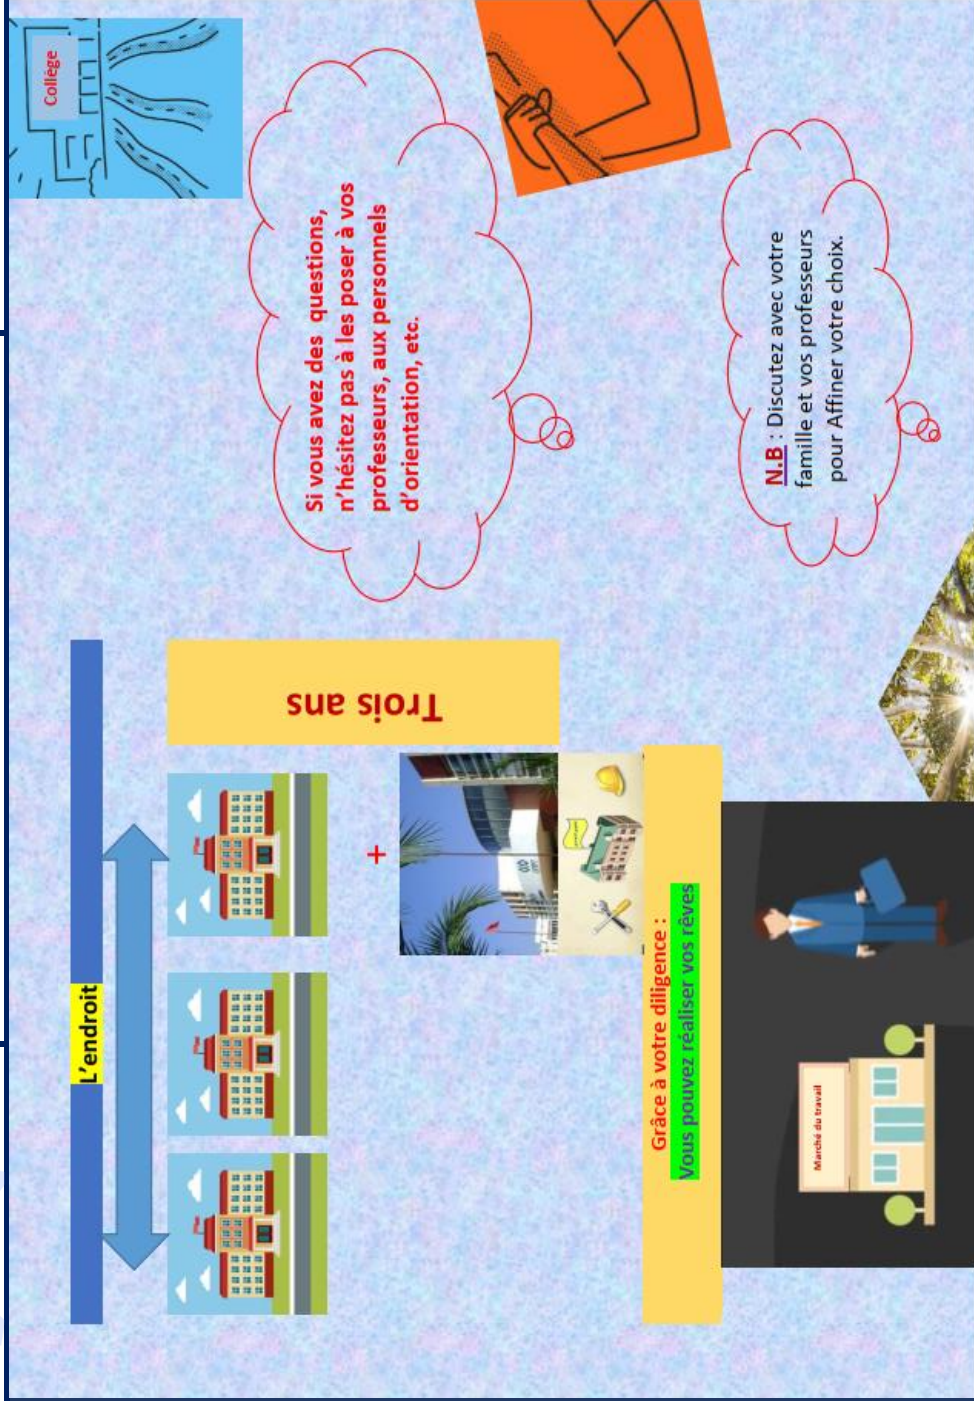 L'endroit
Trois ans
+
Grâce à votre diligence :
Vous pouvez réaliser vos rêves
Marché du travail
Collège
Si vous avez des questions,
n'hésitez pas à les poser à vos
professeurs, aux personnels
d'orientation, etc.
N.B : Discutez avec votre
famille et vos professeurs
pour Affiner votre choix.